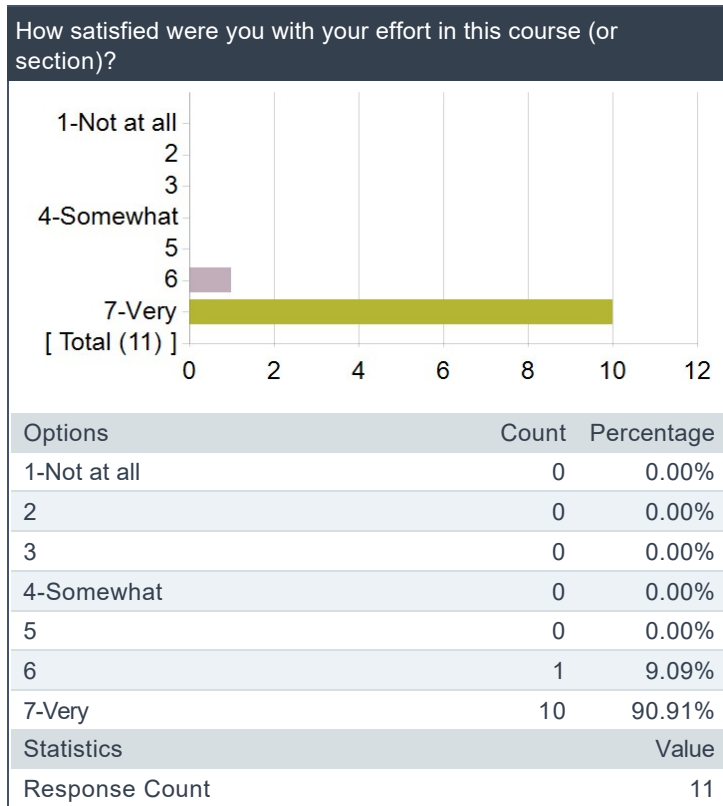 How satisfied were you with your effort in this course (or
section)?
1-Not at all
2
3
4-Somewhat
5
6
7-Very
[ Total (11) ]
0 2 4 6 8 10 12
Options Count Percentage
1-Not at all 0 0.00%
2 0 0.00%
3 0 0.00%
4-Somewhat 0 0.00%
5 0 0.00%
6 1 9.09%
7-Very 10 90.91%
Statistics Value
Response Count 11